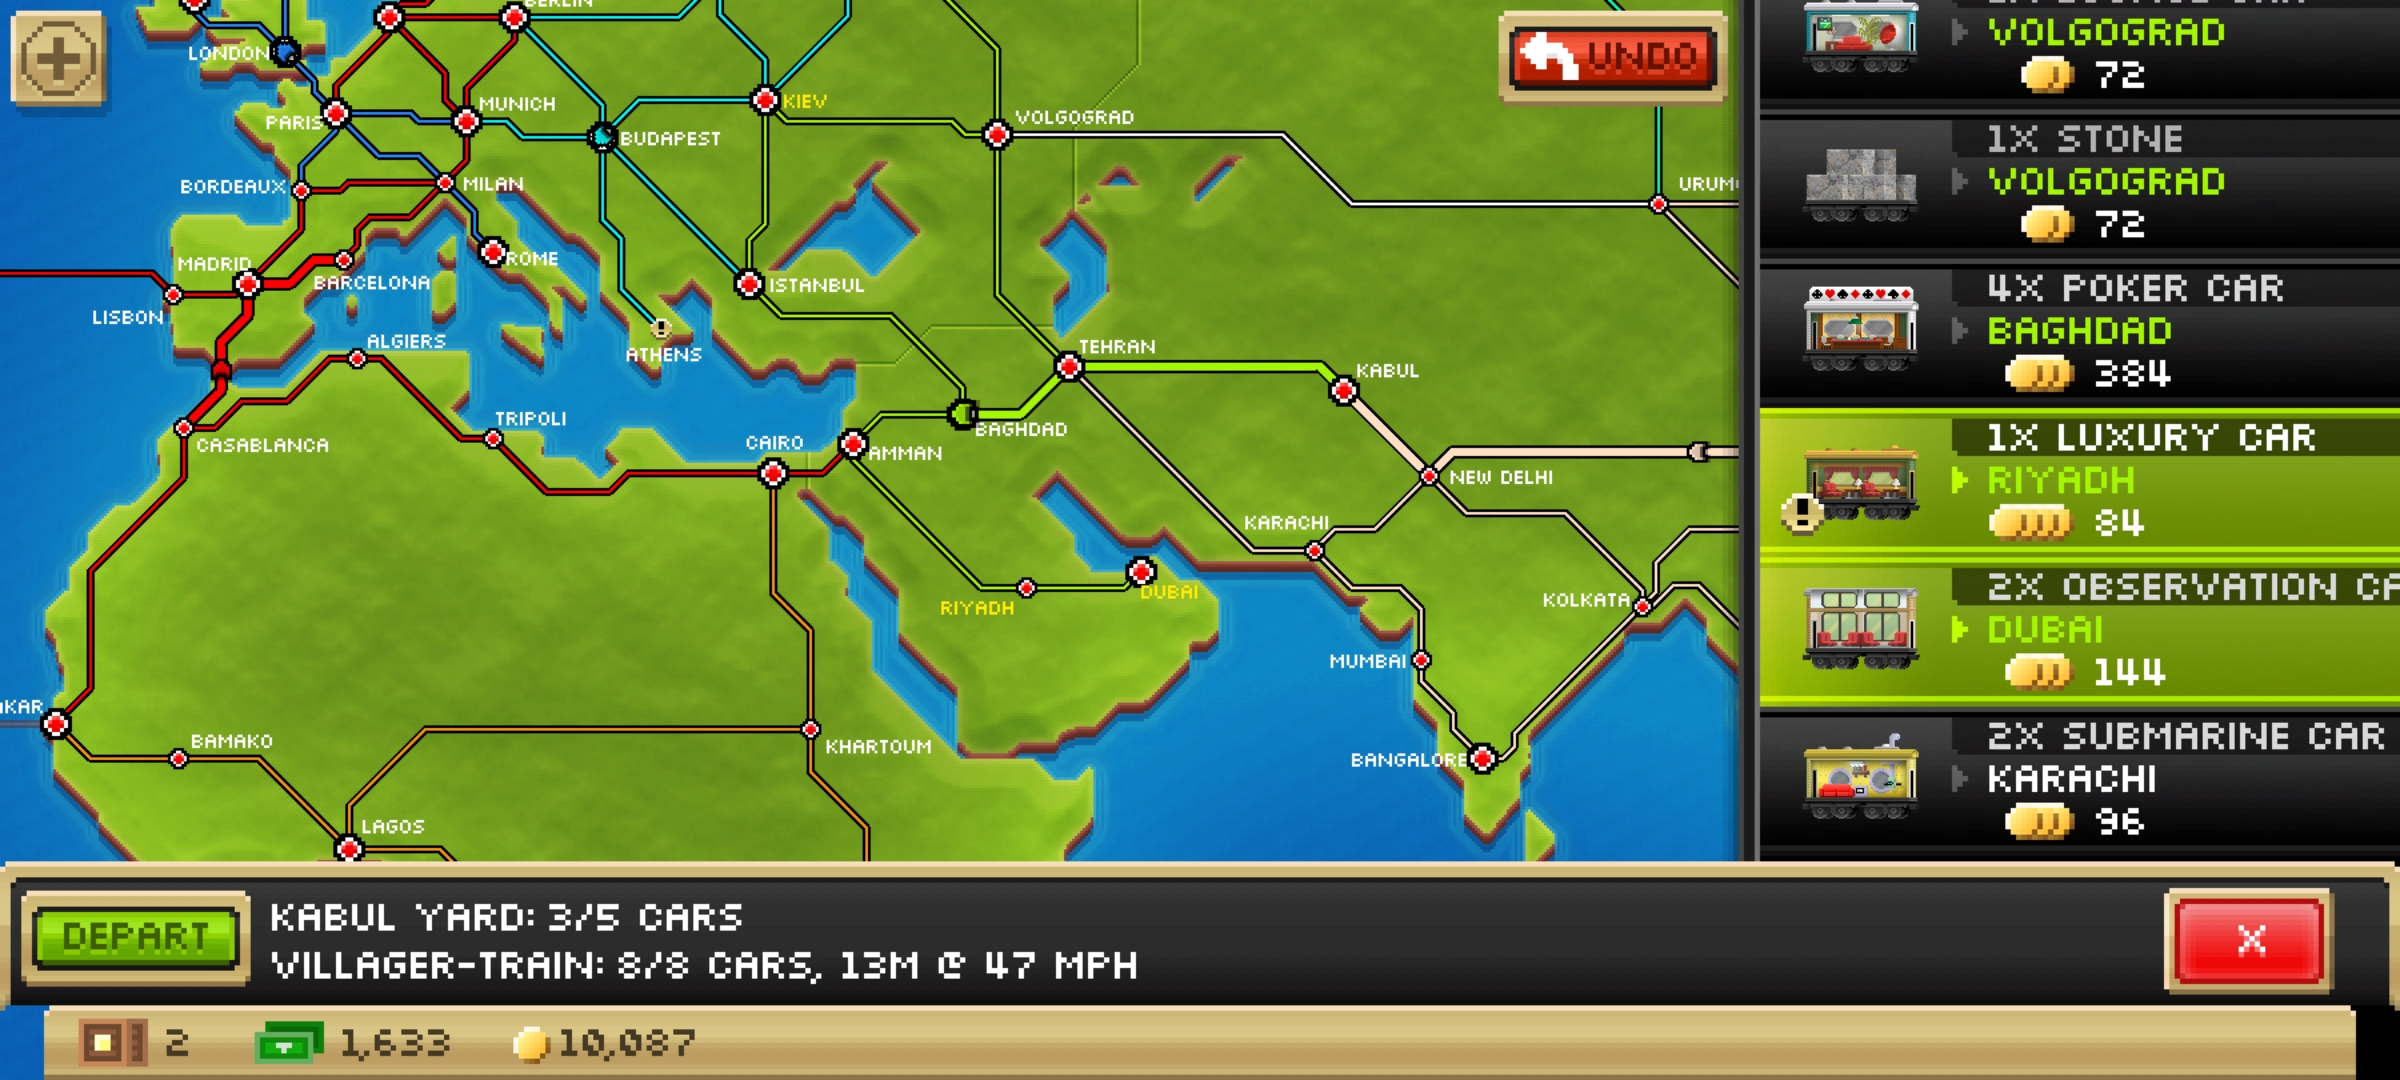 BERLIN
LONDON
PARIS
MUNICH
KIEV
BUDAPEST
VOLGOGRAD
BORDEAUX
MILAN
MADRID
BARCELONA
ROME
ISTANBUL
LISBON
ALGIERS
ATHENS
TEHRAN
KABUL
CASABLANCA
TRIPOLI
CAIRO
AMMAN
BAGHDAD
NEW DELHI
KARACHI
RIYADH
DUBAI
KOLKATA
MUMBAI
BANGALORE
BAMAKO
KHARTOUM
LAGOS
UNDO
VOLGOGRAD
72
1X STONE
VOLGOGRAD
72
4X POKER CAR
BAGHDAD
384
1X LUXURY CAR
RIYADH
84
2X OBSERVATION CA
DUBAI
144
2X SUBMARINE CAR
KARACHI
96
DEPART
KABUL YARD: 3/5 CARS
VILLAGER-TRAIN: 8/8 CARS, 13M @ 47 MPH
X
2
1,633
10,087